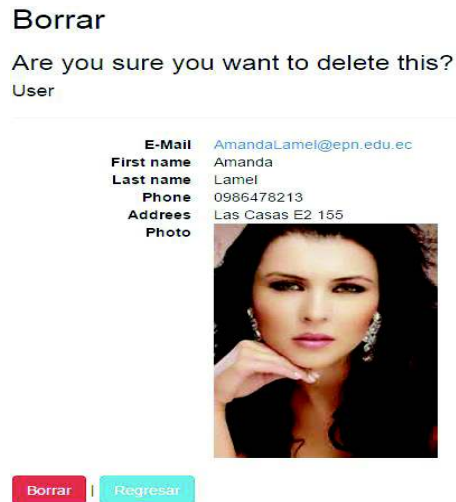 Borrar
Are you sure you want to delete this?
User
E-Mail AmandaLamel@epn.edu.ec
First name Amanda
Last name Lamel
Phone 0986478213
Addrees Las Casas E2 155
Photo
Borrar | Regresar